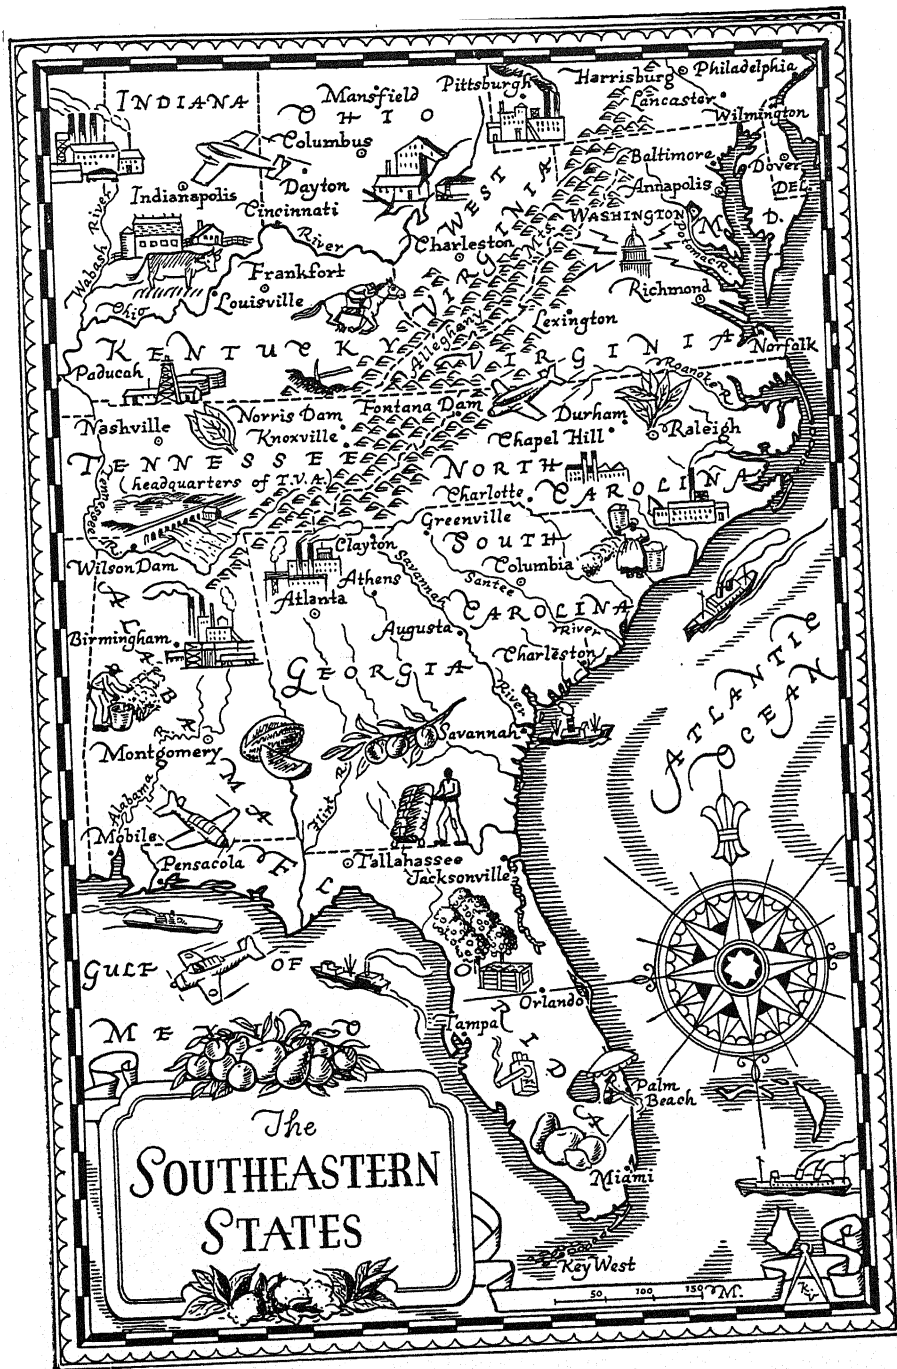 Harrisburg
Philadelphia
Pittsburgh
INDIANA
Mansfield
OHIO
Lancaster
Wilmington
Columbus
Baltimore
Dover
DEL.
Dayton
Annapolis
Indianapolis
Cincinnati
WEST VIRGINIA
WASHINGTON
M D.
Wabash River
River
Charleston
Mts.
Potomac R.
Frankfort
Richmond
Ohio
Louisville
Lexington
Allegheny
KENTUCKY
VIRGINIA
Norfolk
Paducah
Roanoke R.
Norris Dam
Fontana Dam
Durham
Nashville
Knoxville
Chapel Hill
Raleigh
TENNESSEE
NORTH
(headquarters of T.V.A.)
CAROLINA
Charlotte
Tennessee R.
Greenville
Clayton
SOUTH
Wilson Dam
Columbia
Athens
Savannah
Santee
Atlanta
CAROLINA
Augusta
River
Birmingham
Charleston
GEORGIA
River
ALABAMA
ATLANTIC
OCEAN
Montgomery
Savannah
Flint R.
Alabama
Mobile
Pensacola
Tallahassee
Jacksonville
FLORIDA
GULF OF
Orlando
MEXICO
Tampa
Palm
Beach
The
SOUTHEASTERN
STATES
Miami
Key West
50 100 150 M.